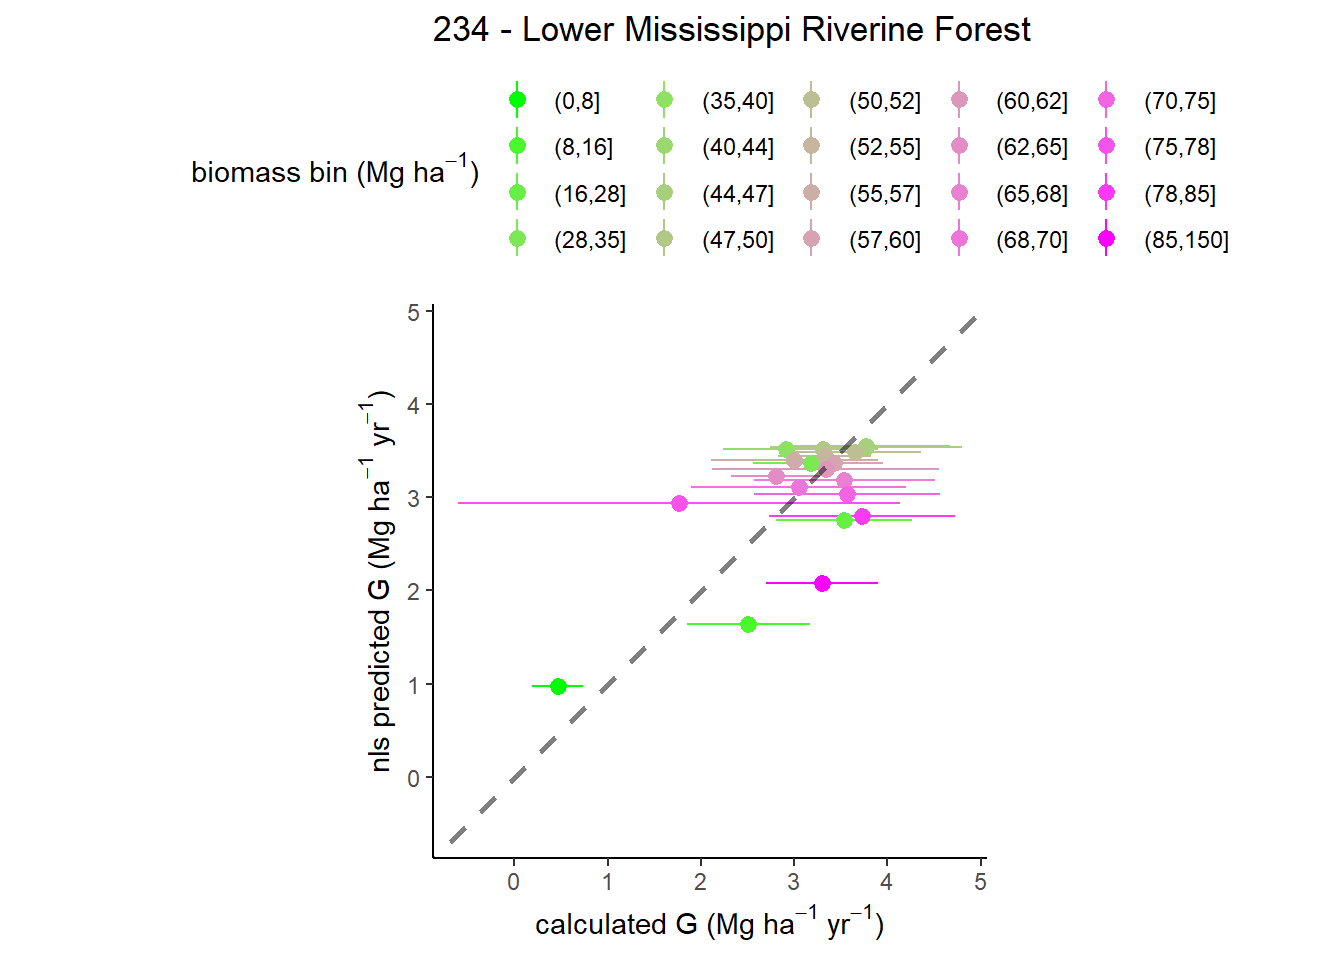 234 - Lower Mississippi Riverine Forest
biomass bin (Mg ha⁻¹)
(0,8] (35,40] (50,52] (60,62] (70,75]
(8,16] (40,44] (52,55] (62,65] (75,78]
(16,28] (44,47] (55,57] (65,68] (78,85]
(28,35] (47,50] (57,60] (68,70] (85,150]
nls predicted G (Mg ha⁻¹ yr⁻¹)
5
4
3
2
1
0
0 1 2 3 4 5
calculated G (Mg ha⁻¹ yr⁻¹)